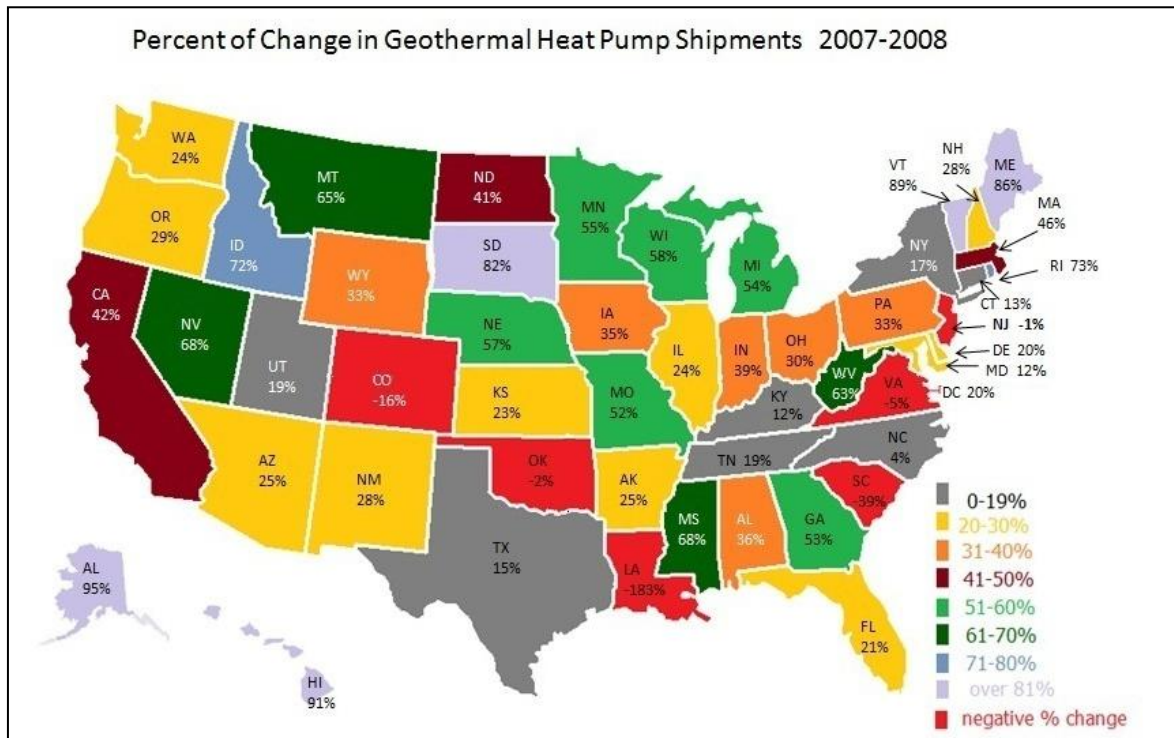 Percent of Change in Geothermal Heat Pump Shipments 2007-2008
WA
24%
OR
29%
CA
42%
ID
72%
NV
68%
MT
65%
WY
33%
UT
19%
AZ
25%
CO
-16%
NM
28%
ND
41%
SD
82%
NE
57%
KS
23%
OK
-2%
TX
15%
MN
55%
IA
35%
MO
52%
AK
25%
LA
-183%
WI
58%
IL
24%
MI
54%
IN
39%
OH
30%
KY
12%
TN 19%
MS
68%
AL
36%
GA
53%
FL
21%
SC
-39%
NC
4%
VA
-5%
WV
63%
PA
33%
NY
17%
VT
89%
NH
28%
ME
86%
MA
46%
RI 73%
CT 13%
NJ -1%
DE 20%
MD 12%
DC 20%
AL
95%
HI
91%
0-19%
20-30%
31-40%
41-50%
51-60%
61-70%
71-80%
over 81%
negative % change